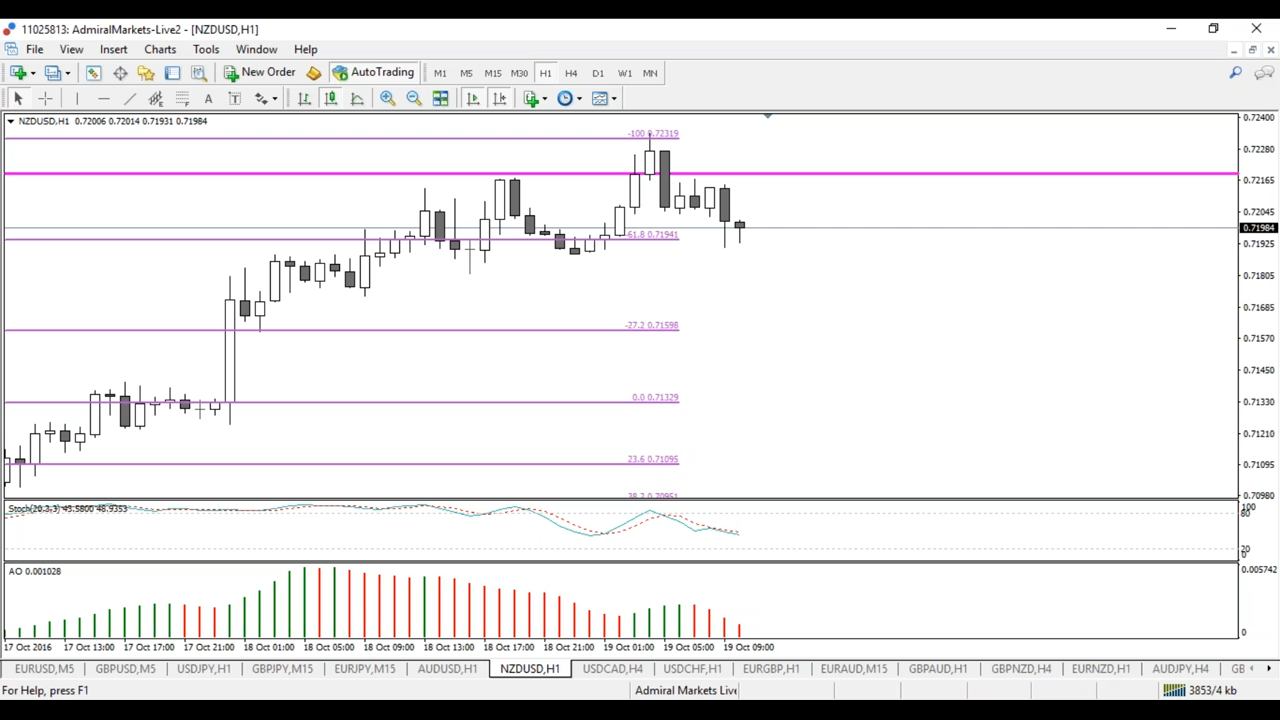 11025813: AdmiralMarkets-Live2 - [NZDUSD,H1]
File View Insert Charts Tools Window Help
New Order AutoTrading M1 M5 M15 M30 H1 H4 D1 W1 MN
A T
NZDUSD,H1 0.72006 0.72014 0.71931 0.71984
0.72400
-100 0.72319
0.72280
0.72165
0.72045
0.71984
-61.8 0.71941
0.71925
0.71805
0.71685
-27.2 0.71598
0.71570
0.71450
0.0 0.71329
0.71330
0.71210
23.6 0.71095
0.71095
38.2 0.70951
0.70980
Stoch(20,3,3) 43.5800 48.9353
100
80
20
0
AO 0.001028
0.005742
0
17 Oct 2016 17 Oct 13:00 17 Oct 17:00 17 Oct 21:00 18 Oct 01:00 18 Oct 05:00 18 Oct 09:00 18 Oct 13:00 18 Oct 17:00 18 Oct 21:00 19 Oct 01:00 19 Oct 05:00 19 Oct 09:00
EURUSD,M5 GBPUSD,M5 USDJPY,H1 GBPJPY,M15 EURJPY,M15 AUDUSD,H1 NZDUSD,H1 USDCAD,H4 USDCHF,H1 EURGBP,H1 EURAUD,M15 GBPAUD,H1 GBPNZD,H4 EURNZD,H1 AUDJPY,H4 GB
For Help, press F1 Admiral Markets Live 3853/4 kb